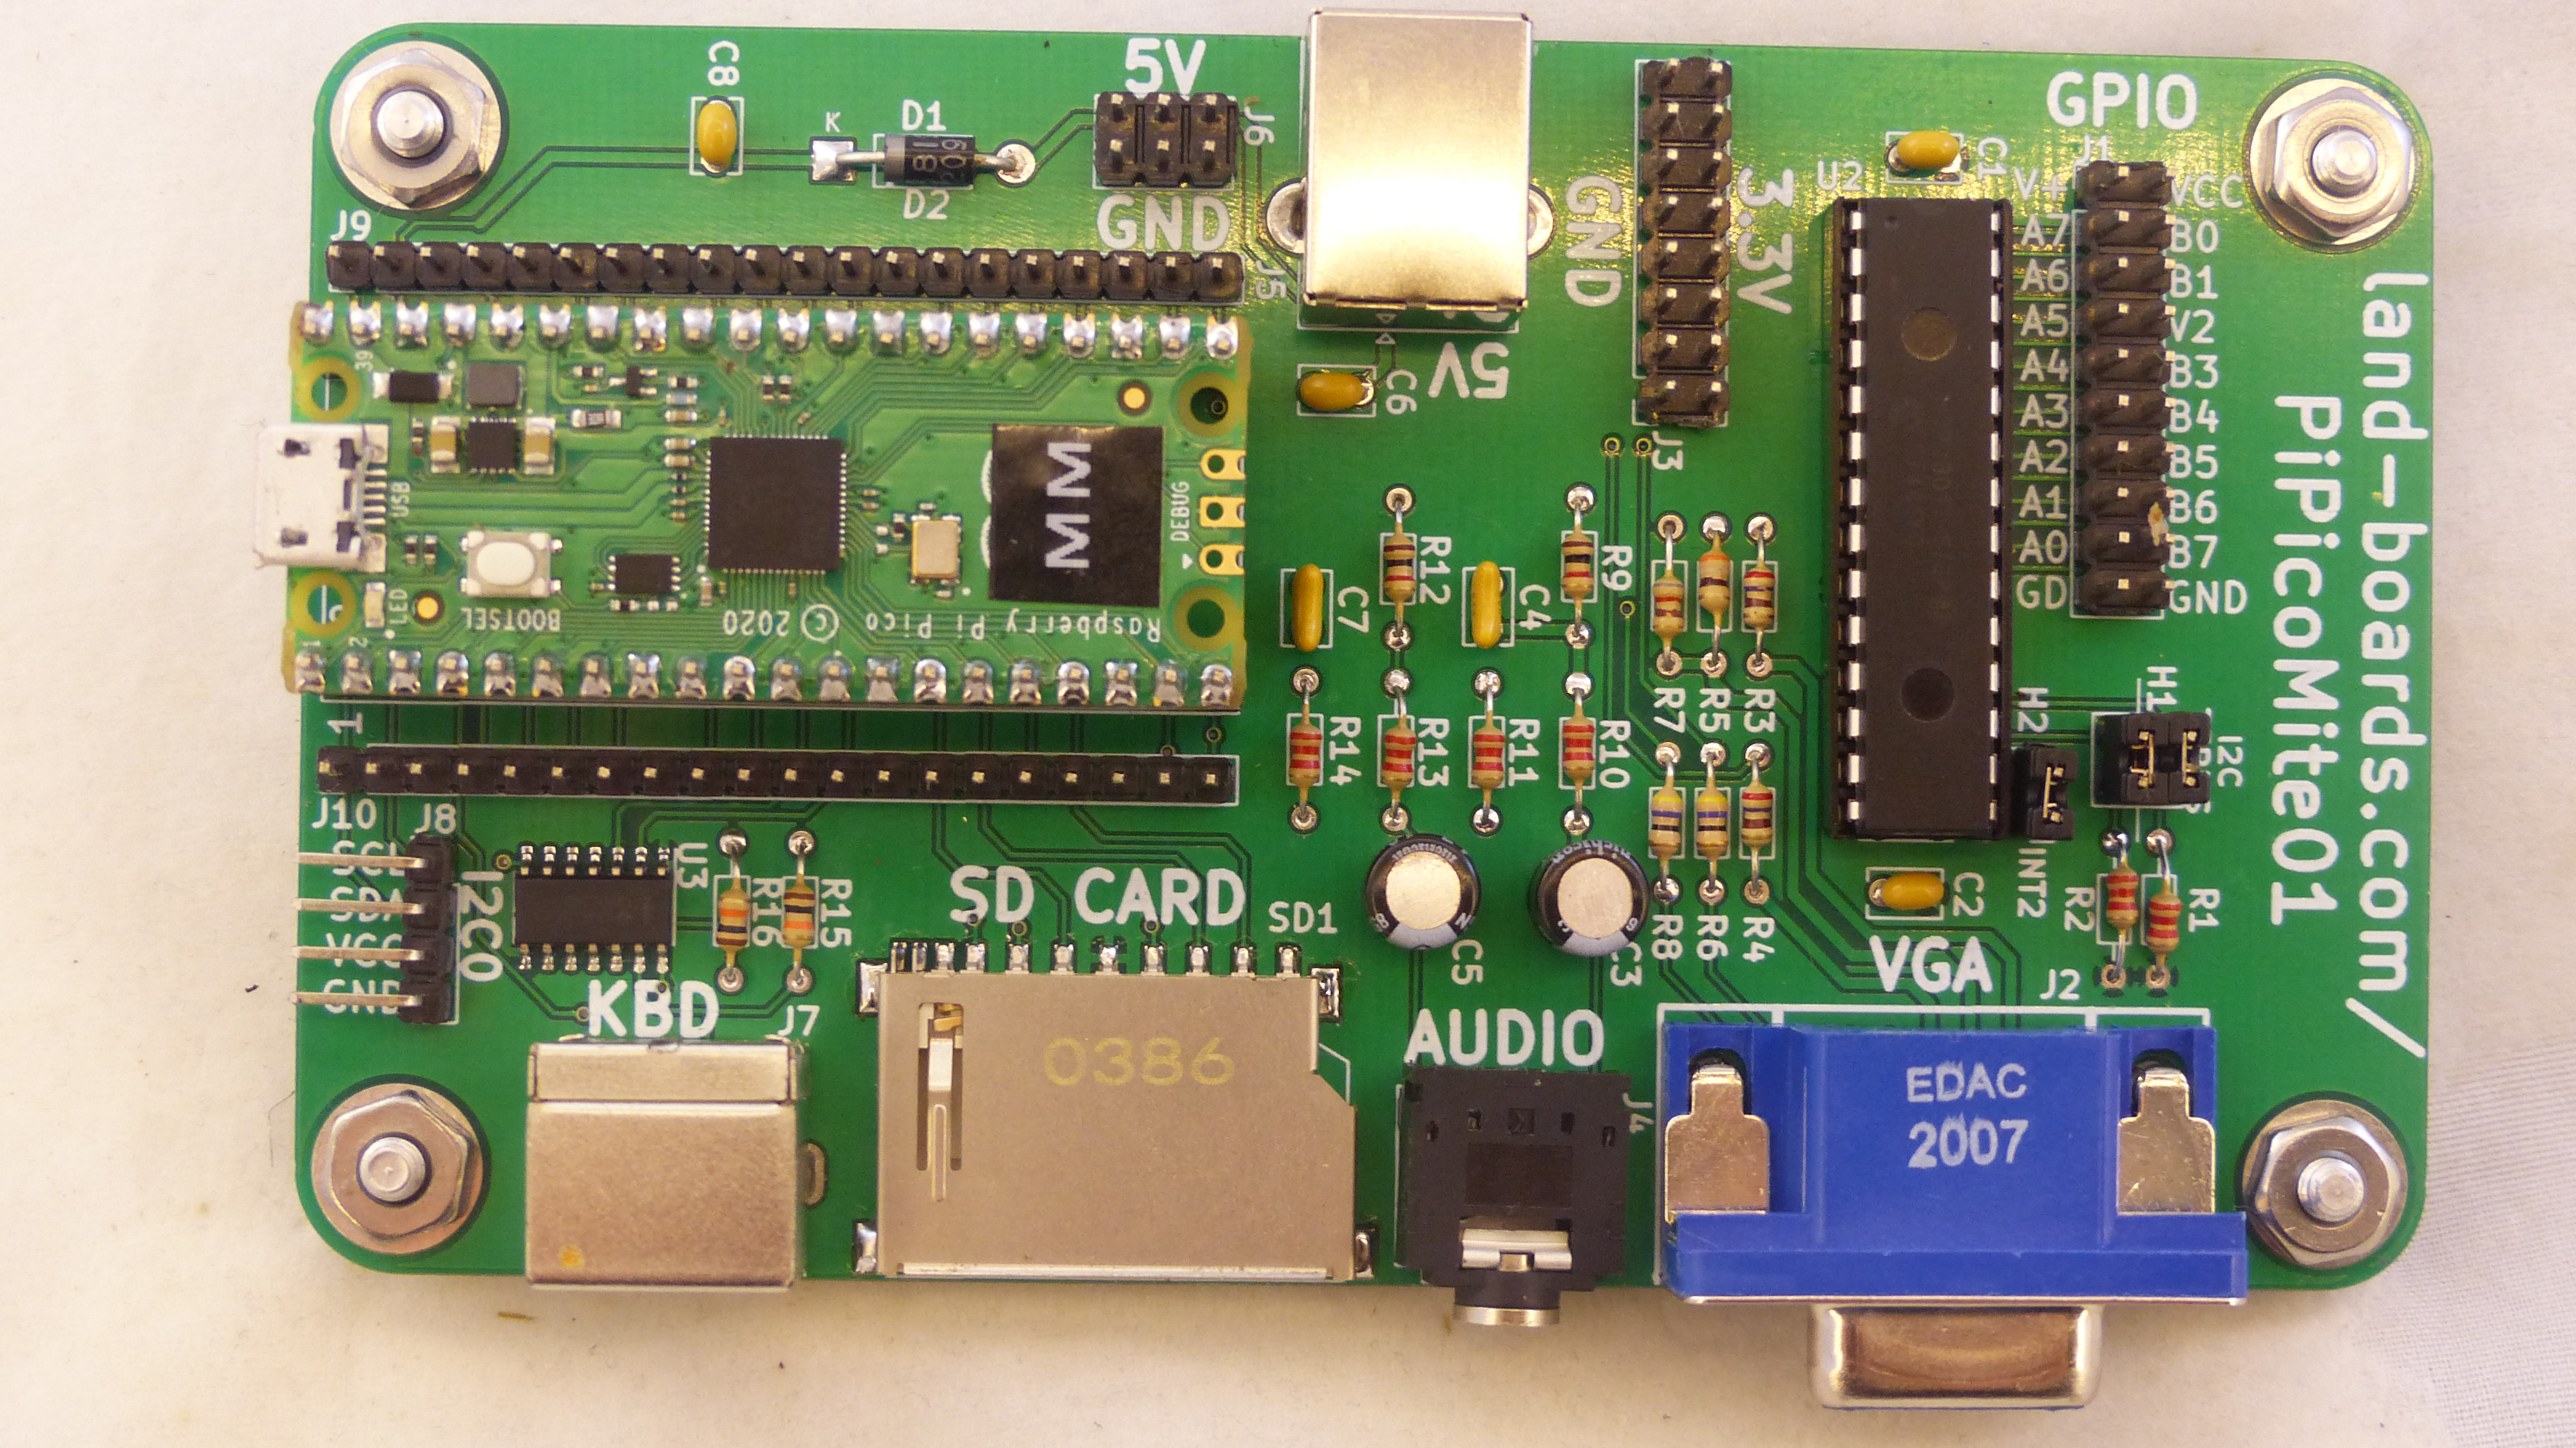 C8
K
D1
D2
5V
GND
J6
J9
J5
5V
C6
GND
3.3V
J3
U2
C1
GPIO
J1
V+ VCC
A7 B0
A6 B1
A5 V2
A4 B3
A3 B4
A2 B5
A1 B6
A0 B7
GD GND
land-boards.com/
PiPicoMite01
39
USB
LED
BOOTSEL
MM
DEBUG
Raspberry Pi Pico © 2020
1
2
1
J10
J8
SCL
SDA
VCC
GND
I2C0
U3
R16
R15
KBD
J7
SD CARD
SD1
0386
C7
R12
C4
R9
R14
R13
R11
R10
R7
R5
R3
R8
R6
R4
C5
C3
nichicon
AUDIO
J4
VGA
J2
EDAC
2007
C2
H2
INT2
H1
I2C
R2
R1